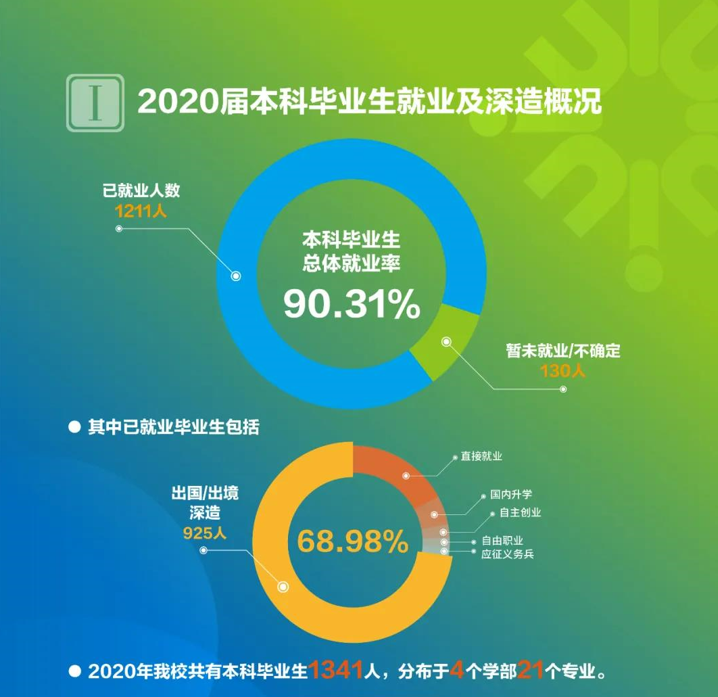 I
2020届本科毕业生就业及深造概况
已就业人数
1211人
本科毕业生
总体就业率
90.31%
暂未就业/不确定
130人
● 其中已就业毕业生包括
直接就业
国内升学
自主创业
自由职业
应征义务兵
出国/出境
深造
925人
68.98%
● 2020年我校共有本科毕业生1341人，分布于4个学部21个专业。